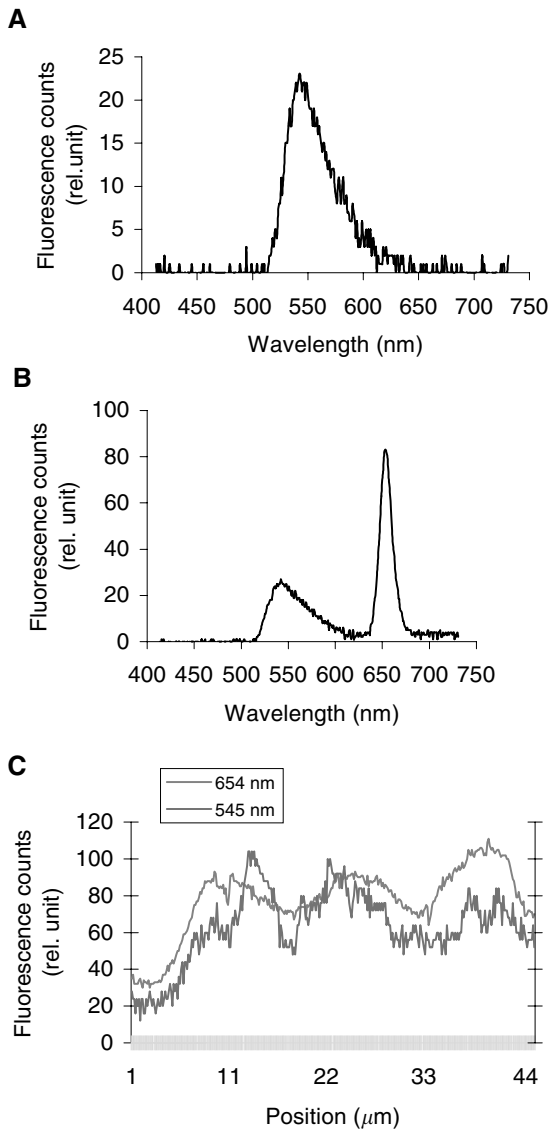 A
Fluorescence counts
(rel.unit)
25
20
15
10
5
0
400 450 500 550 600 650 700 750
Wavelength (nm)
B
Fluorescence counts
(rel. unit)
100
80
60
40
20
0
400 450 500 550 600 650 700 750
Wavelength (nm)
C
654 nm
545 nm
Fluorescence counts
(rel. unit)
120
100
80
60
40
20
0
1 11 22 33 44
Position (μm)